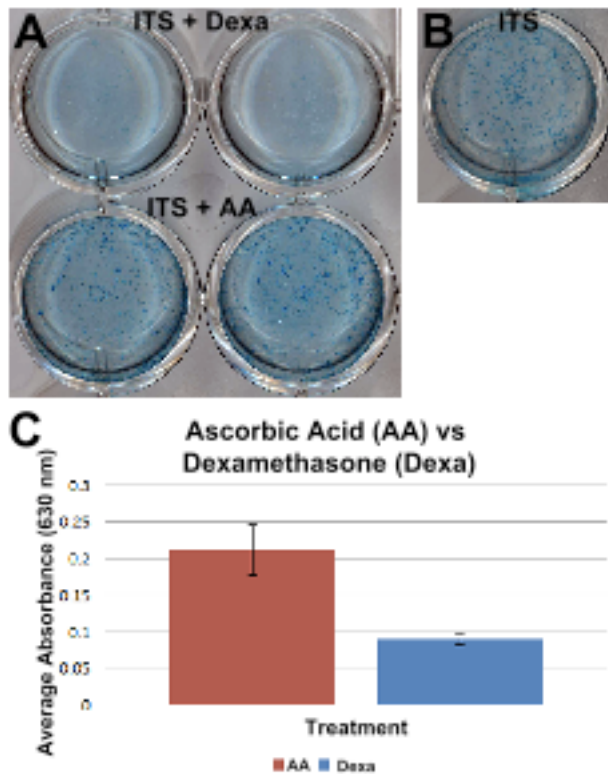 A
ITS + Dexa
ITS + AA
B
ITS
C
Ascorbic Acid (AA) vs
Dexamethasone (Dexa)
Average Absorbance (630 nm)
0.3
0.25
0.2
0.15
0.1
0.05
0
Treatment
AA Dexa